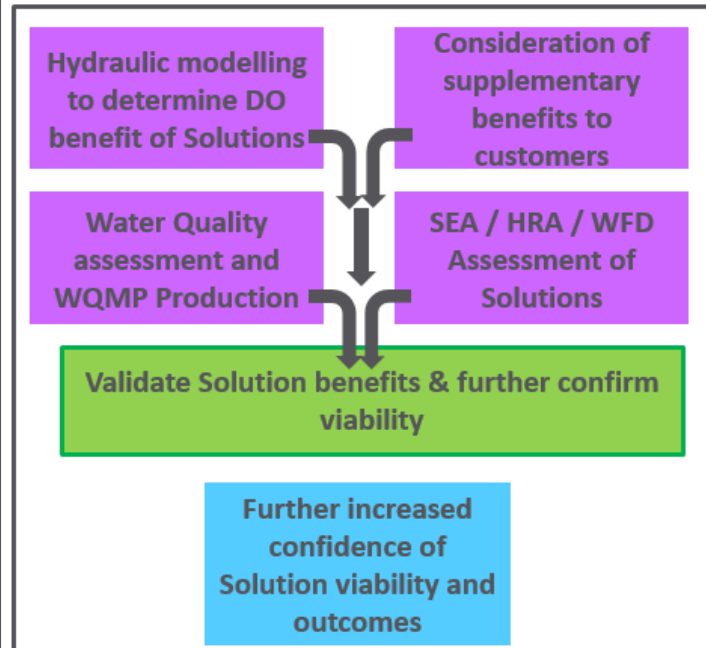 Hydraulic modelling
to determine DO
benefit of Solutions
Consideration of
supplementary
benefits to
customers
Water Quality
assessment and
WQMP Production
SEA / HRA / WFD
Assessment of
Solutions
Validate Solution benefits & further confirm
viability
Further increased
confidence of
Solution viability and
outcomes